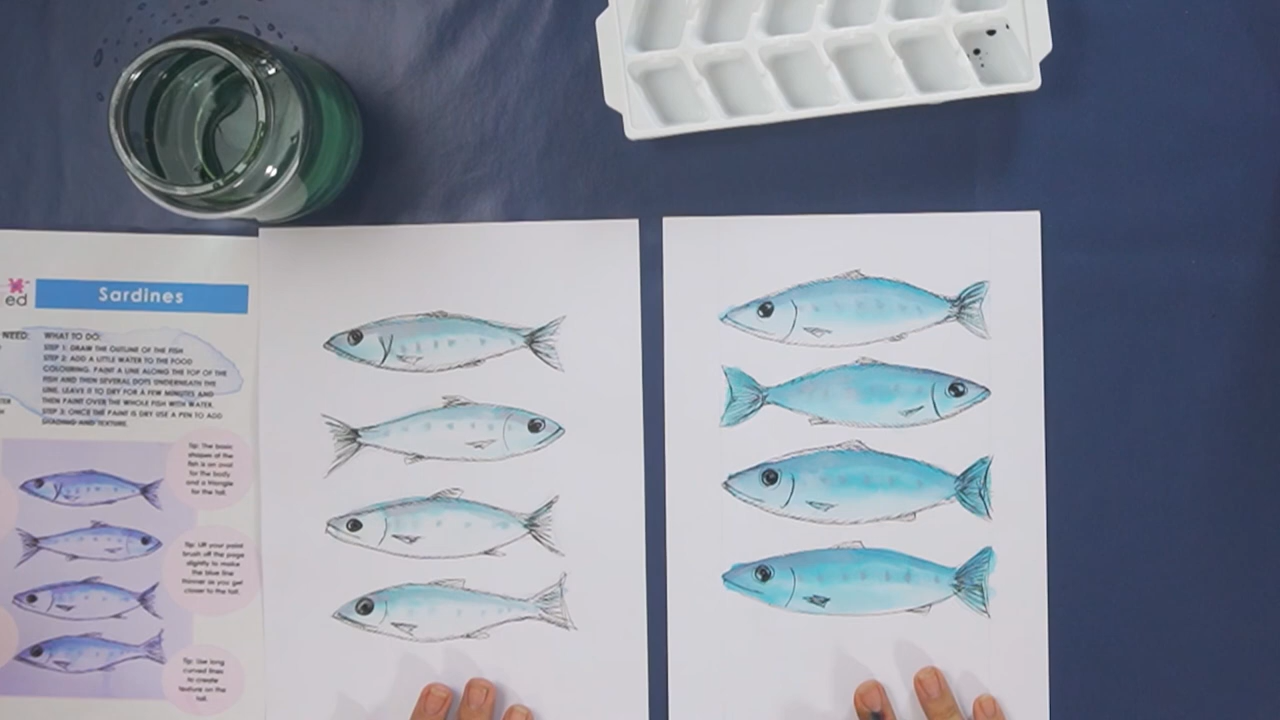 ed
Sardines
NEED:
WHAT TO DO:
STEP 1: DRAW THE OUTLINE OF THE FISH
STEP 2: ADD A LITTLE WATER TO THE FOOD
COLOURING. PAINT A LINE ALONG THE TOP OF THE
FISH AND THEN SEVERAL DOTS UNDERNEATH THE
LINE. LEAVE IT TO DRY FOR A FEW MINUTES AND
THEN PAINT OVER THE WHOLE FISH WITH WATER.
STEP 3: ONCE THE PAINT IS DRY USE A PEN TO ADD
SHADING AND TEXTURE.
Tip: The basic
shapes of the
fish is an oval
for the body
and a triangle
for the tail.
Tip: Lift your paint
brush off the page
slightly to make
the blue line
thinner as you get
closer to the tail.
Tip: Use long
curved lines
to create
texture on the
tail.